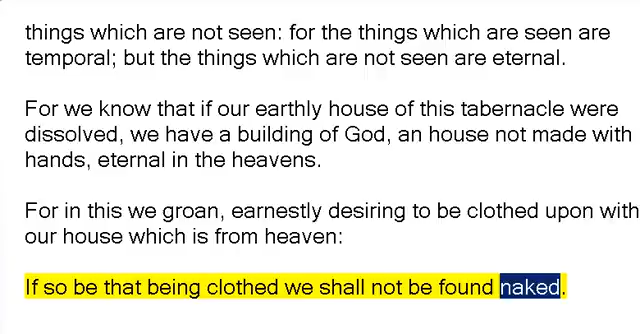 things which are not seen: for the things which are seen are
temporal; but the things which are not seen are eternal.
For we know that if our earthly house of this tabernacle were
dissolved, we have a building of God, an house not made with
hands, eternal in the heavens.
For in this we groan, earnestly desiring to be clothed upon with
our house which is from heaven:
If so be that being clothed we shall not be found naked.